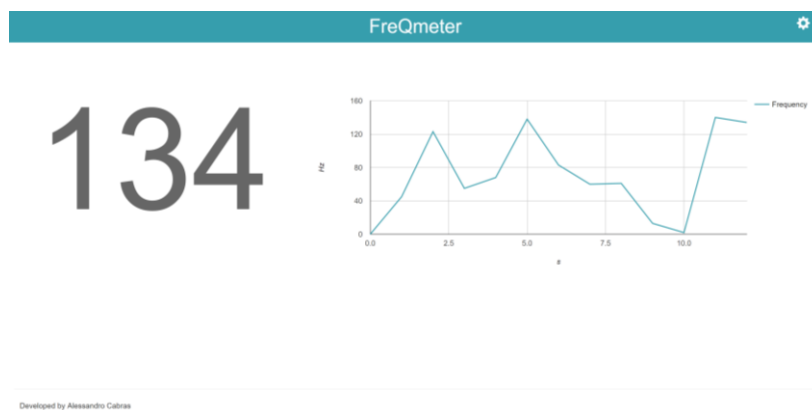 FreQmeter
134
160
120
80
40
0
Hz
0.0 2.5 5.0 7.5 10.0
s
Frequency
Developed by Alessandro Cabras